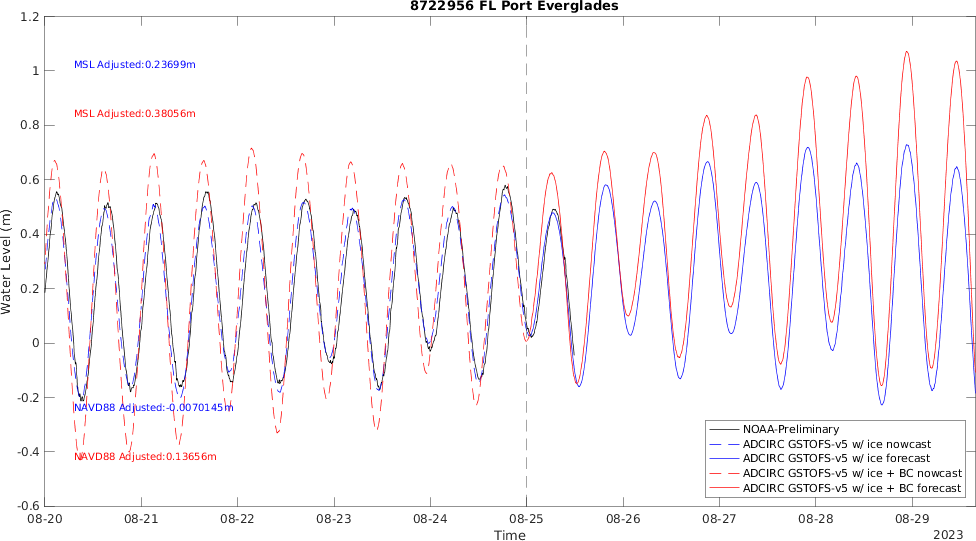 8722956 FL Port Everglades
1.2
1
0.8
0.6
0.4
0.2
0
-0.2
-0.4
-0.6
Water Level (m)
MSL Adjusted:0.23699m
MSL Adjusted:0.38056m
NAVD88 Adjusted:-0.0070145m
NAVD88 Adjusted:0.13656m
NOAA-Preliminary
ADCIRC GSTOFS-v5 w/ ice nowcast
ADCIRC GSTOFS-v5 w/ ice forecast
ADCIRC GSTOFS-v5 w/ ice + BC nowcast
ADCIRC GSTOFS-v5 w/ ice + BC forecast
08-20 08-21 08-22 08-23 08-24 08-25 08-26 08-27 08-28 08-29
Time
2023